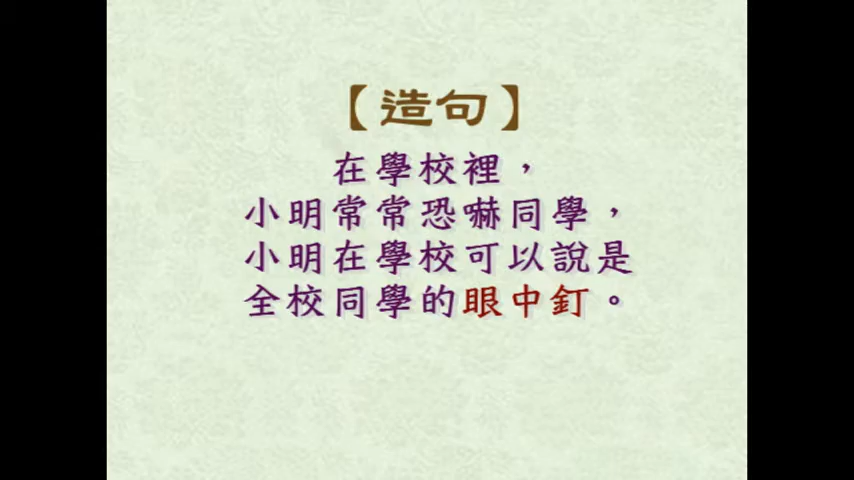 【造句】
在學校裡，
小明常常恐嚇同學，
小明在學校可以說是
全校同學的眼中釘。